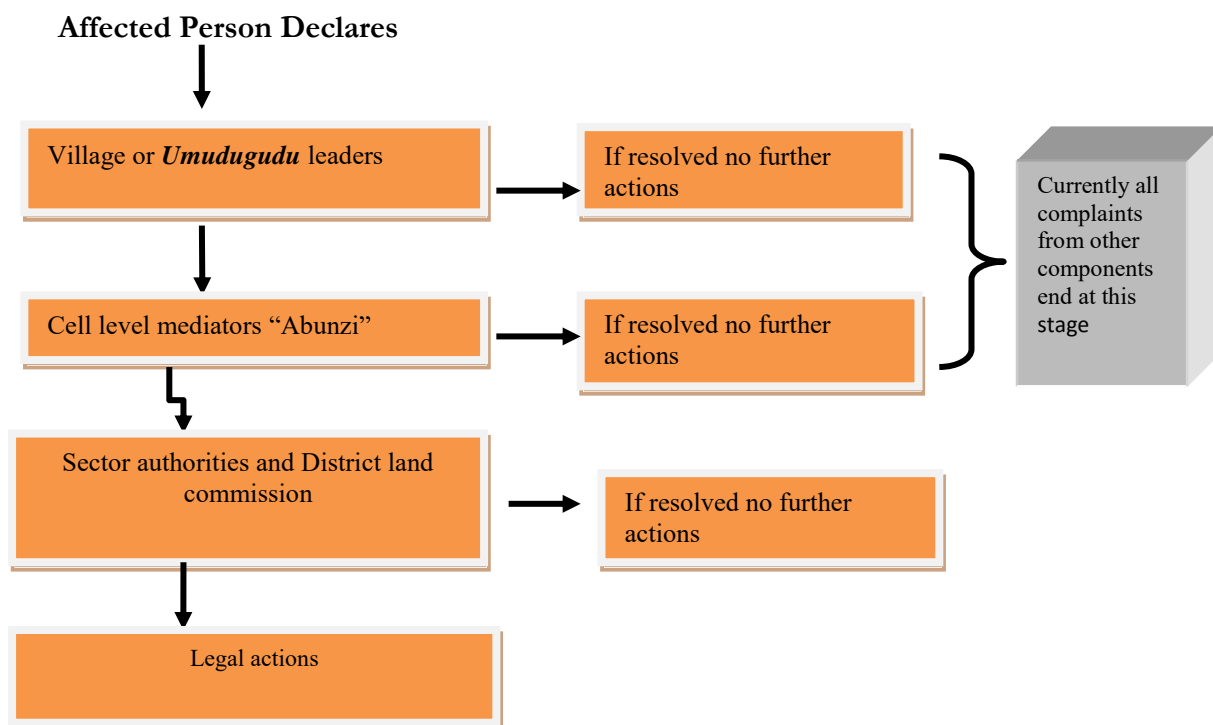 Affected Person Declares
Village or Umudugudu leaders
If resolved no further
actions
Currently all
complaints
from other
components
end at this
stage
Cell level mediators “Abunzi”
If resolved no further
actions
Sector authorities and District land
commission
If resolved no further
actions
Legal actions